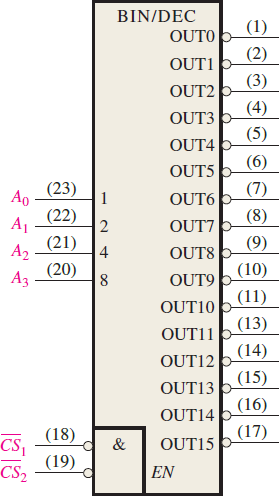 BIN/DEC
OUT0 (1)
OUT1 (2)
OUT2 (3)
OUT3 (4)
OUT4 (5)
OUT5 (6)
A₀ (23) 1 OUT6 (7)
A₁ (22) 2 OUT7 (8)
A₂ (21) 4 OUT8 (9)
A₃ (20) 8 OUT9 (10)
OUT10 (11)
OUT11 (13)
OUT12 (14)
OUT13 (15)
OUT14 (16)
C̅S̅₁ (18) & OUT15 (17)
C̅S̅₂ (19) EN